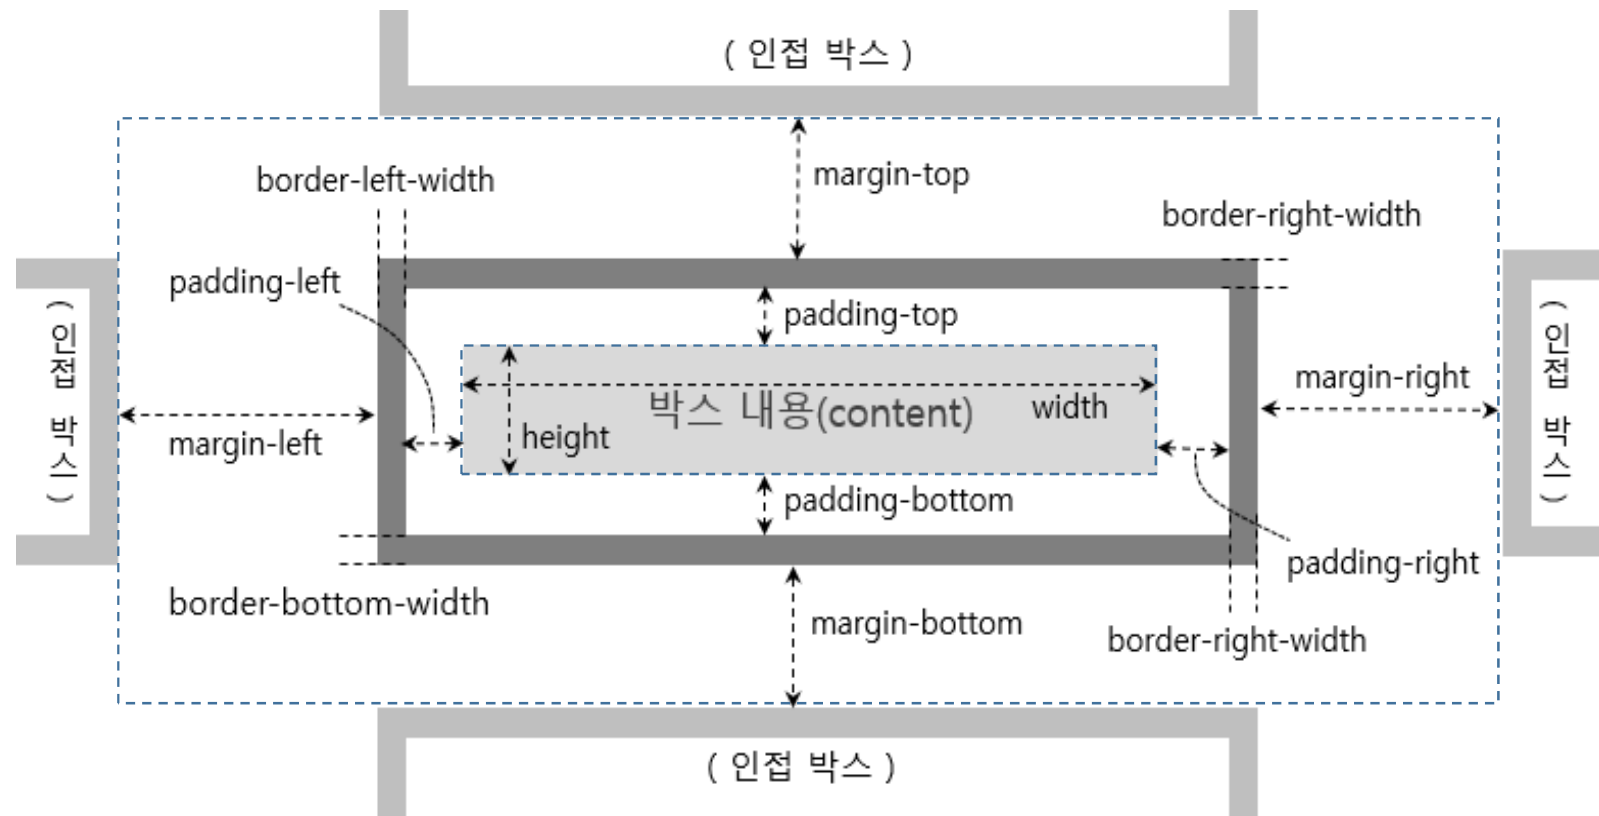 ( 인접 박스 )
margin-top
border-left-width
border-right-width
padding-left
padding-top
( 인접 박스 )
( 인접 박스 )
margin-right
박스 내용(content)
width
height
margin-left
padding-bottom
padding-right
border-bottom-width
margin-bottom
border-right-width
( 인접 박스 )